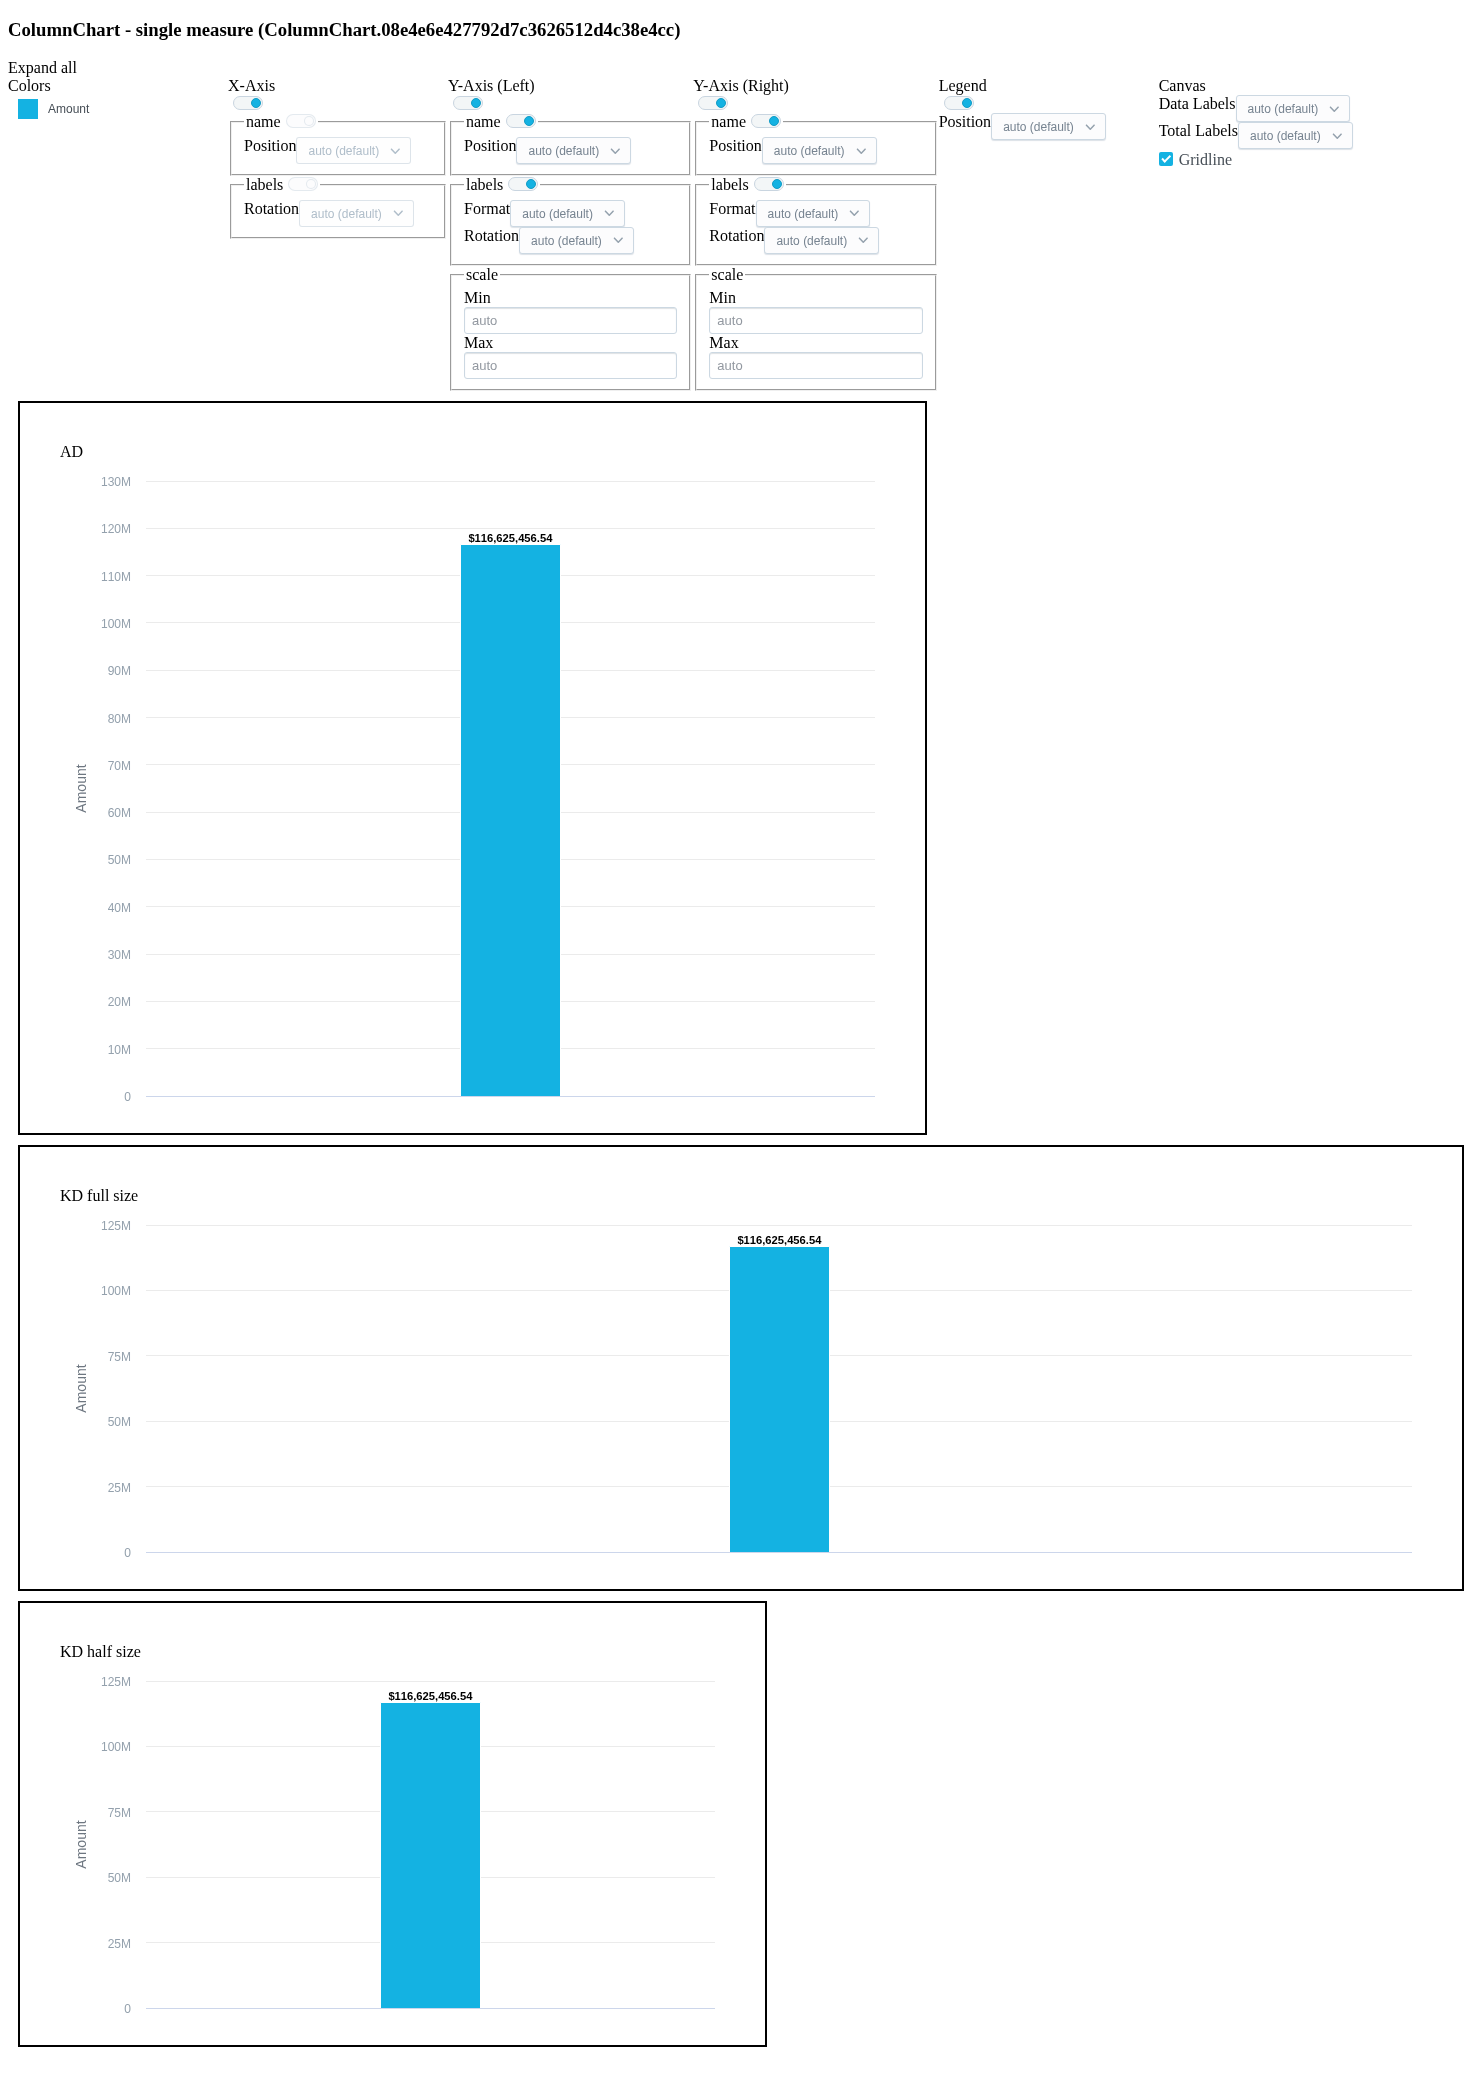 ColumnChart - single measure (ColumnChart.08e4e6e427792d7c3626512d4c38e4cc)
Expand all
Colors
Amount
X-Axis
name
Position auto (default)
labels
Rotation auto (default)
Y-Axis (Left)
name
Position auto (default)
labels
Format auto (default)
Rotation auto (default)
scale
Min
auto
Max
auto
Y-Axis (Right)
name
Position auto (default)
labels
Format auto (default)
Rotation auto (default)
scale
Min
auto
Max
auto
Legend
Position auto (default)
Canvas
Data Labels auto (default)
Total Labels auto (default)
Gridline
AD
130M
120M
$116,625,456.54
110M
100M
90M
80M
70M
Amount
60M
50M
40M
30M
20M
10M
0
KD full size
125M
$116,625,456.54
100M
75M
Amount
50M
25M
0
KD half size
125M
$116,625,456.54
100M
75M
Amount
50M
25M
0